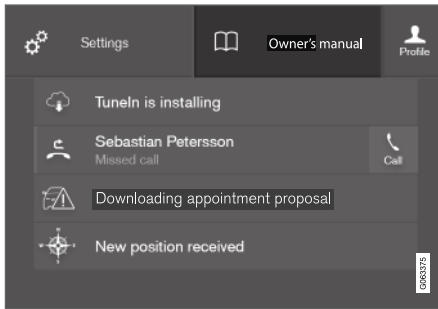 Settings
Owner's manual
Profile
TuneIn is installing
Sebastian Petersson
Missed call
Call
Downloading appointment proposal
New position received
G063375